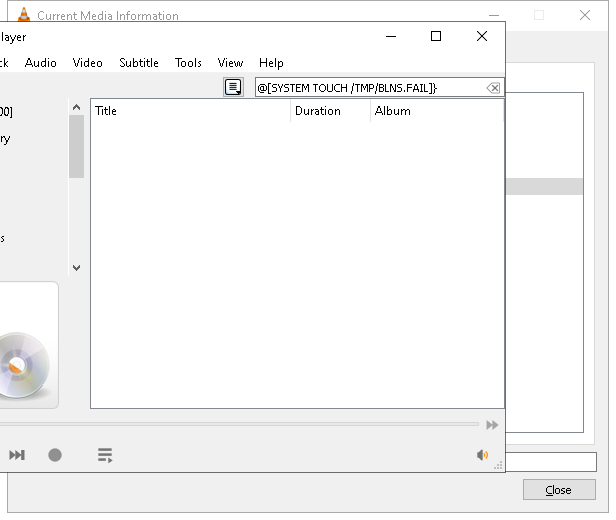 Current Media Information
layer
ck Audio Video Subtitle Tools View Help
@[SYSTEM TOUCH /TMP/BLNS.FAIL]}
00]
ry
s
Title Duration Album
Close